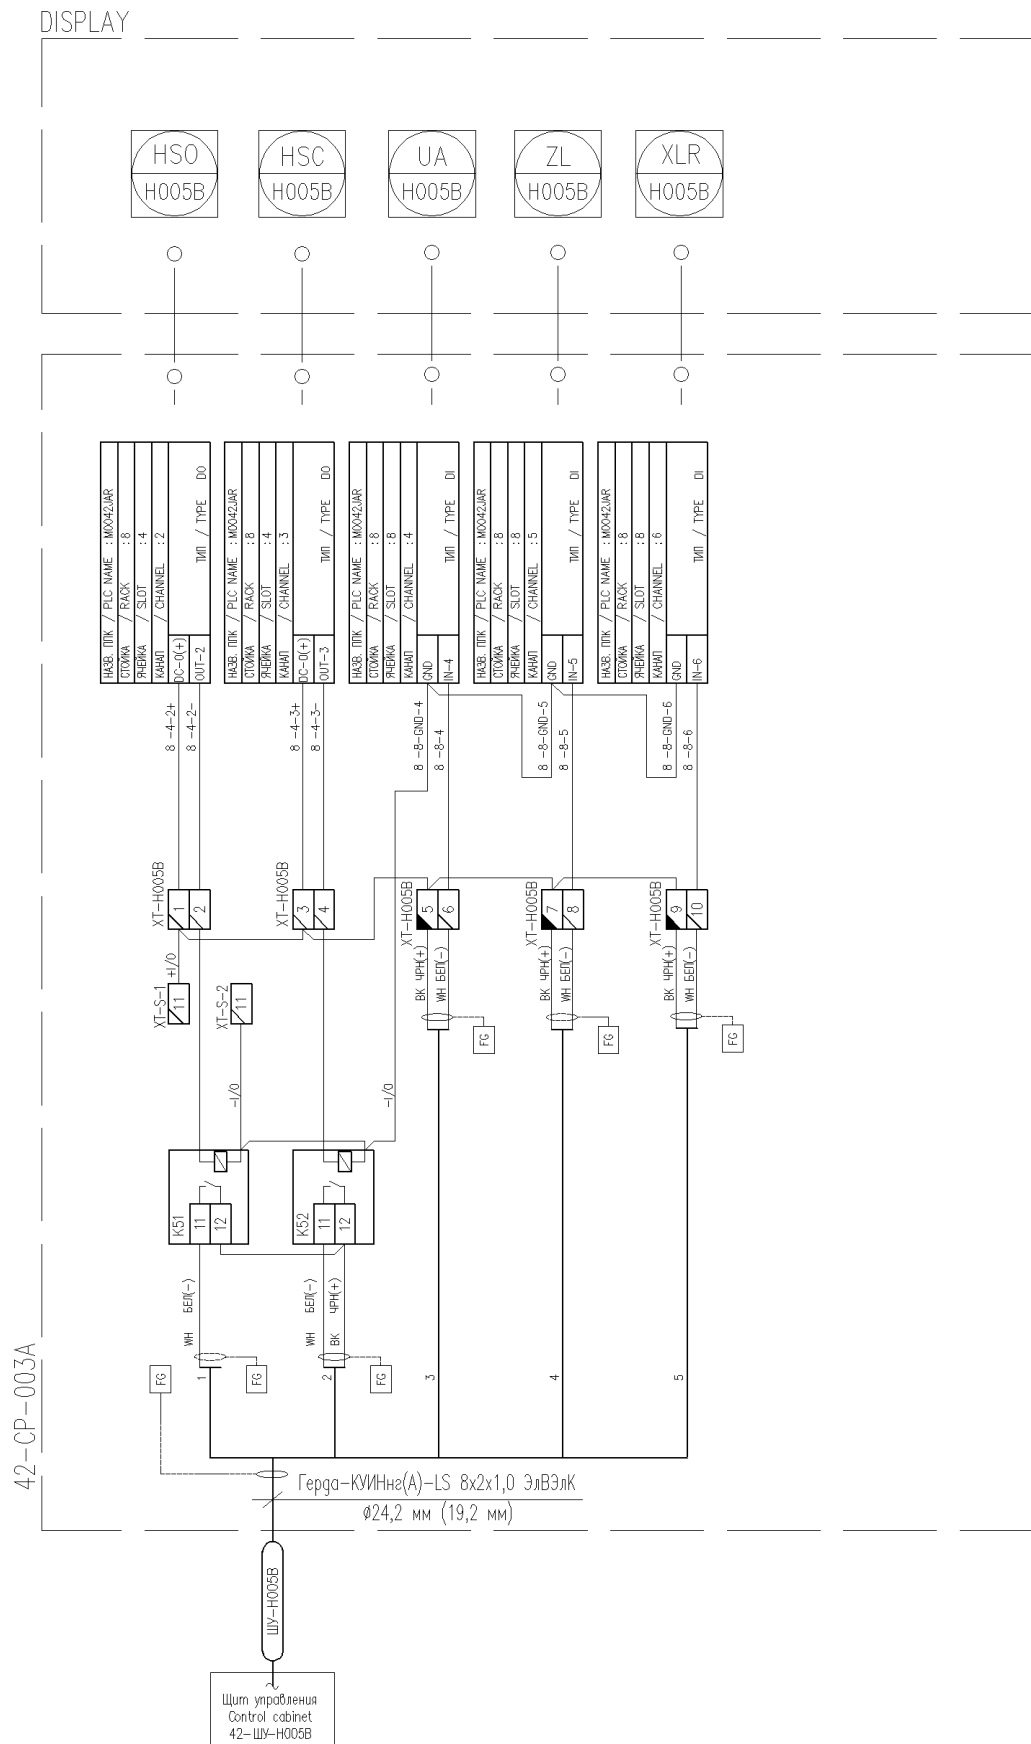 DISPLAY
HSO
H005B
HSC
H005B
UA
H005B
ZL
H005B
XLR
H005B
НАЗВ. ППК / PLC NAME : M0042JAR
СТОЙКА / RACK :8
ЯЧЕЙКА / SLOT :4
КАНАЛ / CHANNEL :2
DC-0(+)
OUT-2
ТИП / TYPE DO
НАЗВ. ППК / PLC NAME : M0042JAR
СТОЙКА / RACK :8
ЯЧЕЙКА / SLOT :4
КАНАЛ / CHANNEL :3
DC-0(+)
OUT-3
ТИП / TYPE DO
НАЗВ. ППК / PLC NAME : M0042JAR
СТОЙКА / RACK :8
ЯЧЕЙКА / SLOT :8
КАНАЛ / CHANNEL :4
GND
IN-4
ТИП / TYPE DI
НАЗВ. ППК / PLC NAME : M0042JAR
СТОЙКА / RACK :8
ЯЧЕЙКА / SLOT :8
КАНАЛ / CHANNEL :5
GND
IN-5
ТИП / TYPE DI
НАЗВ. ППК / PLC NAME : M0042JAR
СТОЙКА / RACK :8
ЯЧЕЙКА / SLOT :8
КАНАЛ / CHANNEL :6
GND
IN-6
ТИП / TYPE DI
8 -4-2+
8 -4-2-
8 -4-3+
8 -4-3-
8 -8-GND-4
8 -8-4
8 -8-GND-5
8 -8-5
8 -8-GND-6
8 -8-6
XT-H005B
1
2
XT-H005B
3
4
XT-H005B
5
6
XT-H005B
7
8
XT-H005B
9
10
+I/O
XT-S-1
11
XT-S-2
11
BK ЧРН(+)
WH БЕЛ(-)
BK ЧРН(+)
WH БЕЛ(-)
BK ЧРН(+)
WH БЕЛ(-)
FG
FG
FG
-I/O
-I/O
K51
11
12
K52
11
12
WH БЕЛ(-)
WH БЕЛ(-)
BK ЧРН(+)
FG
FG
FG
1
2
3
4
5
42-CP-003A
Герда-КУИНнг(А)-LS 8x2x1,0 ЭлВЭлК
ø24,2 мм (19,2 мм)
ШУ-H005B
Щит управления
Control cabinet
42-ШУ-H005B